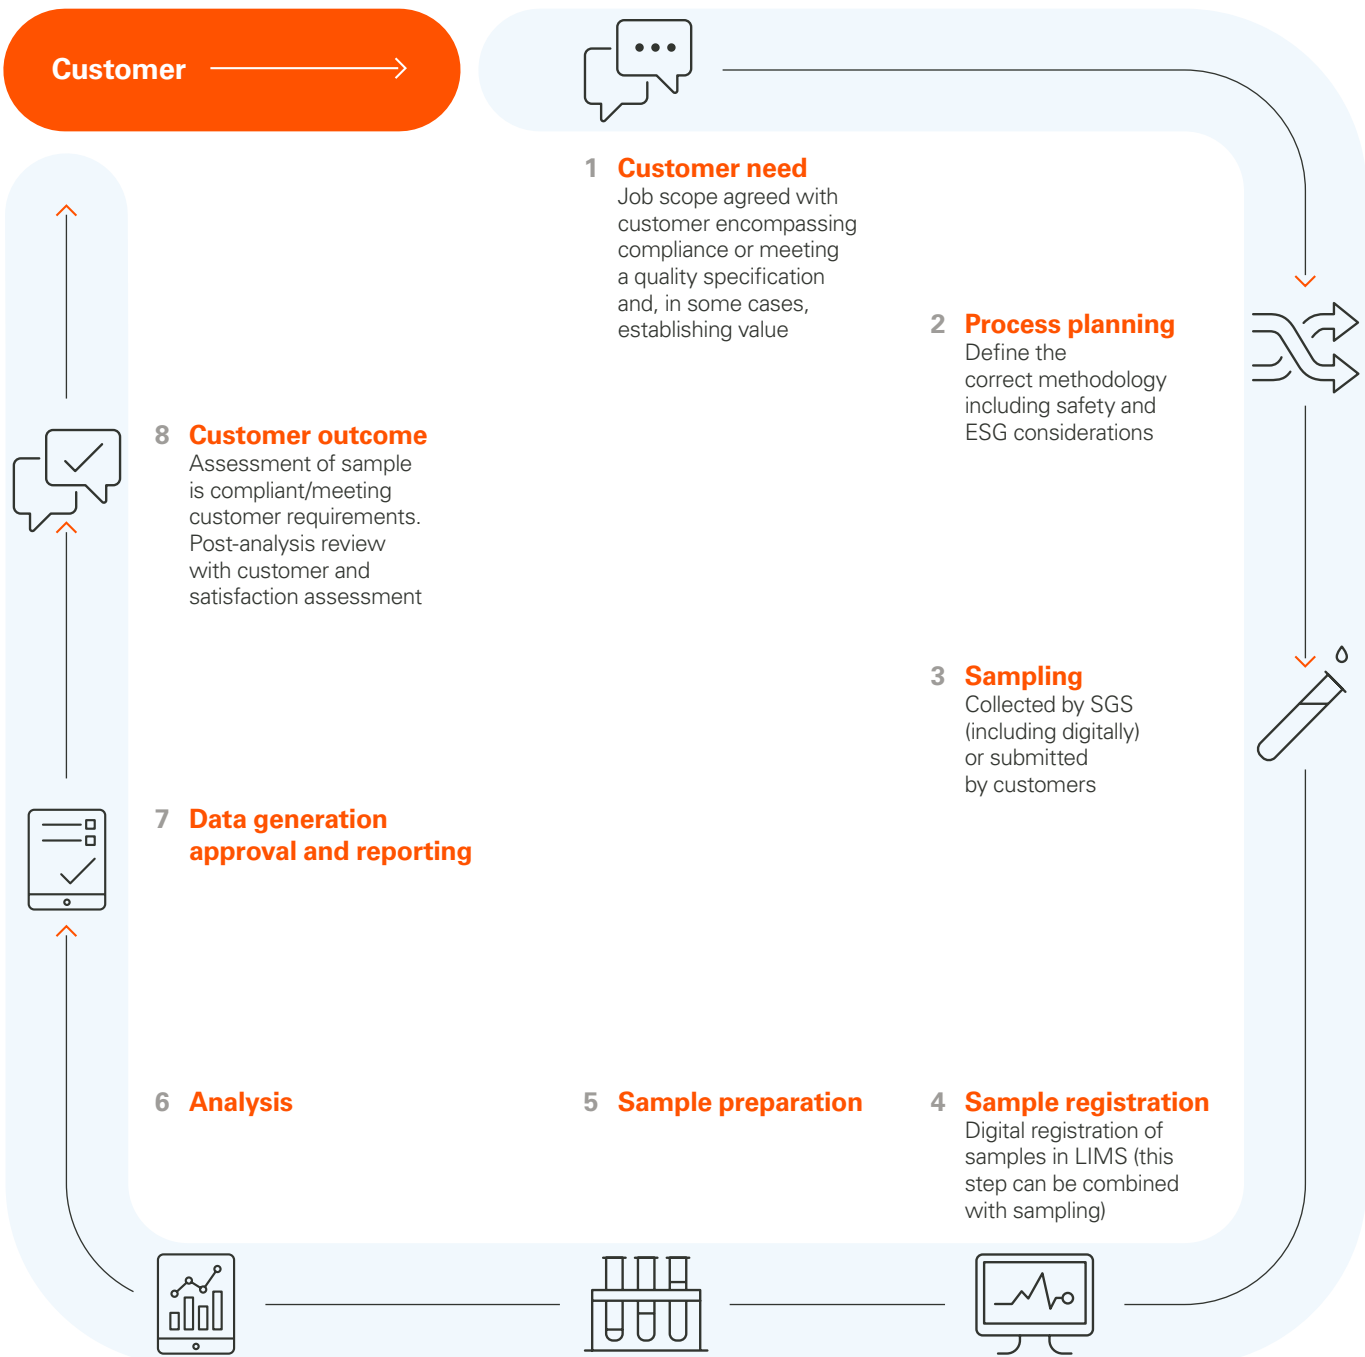 Customer
1 Customer need
Job scope agreed with
customer encompassing
compliance or meeting
a quality specification
and, in some cases,
establishing value
2 Process planning
Define the
correct methodology
including safety and
ESG considerations
3 Sampling
Collected by SGS
(including digitally)
or submitted
by customers
4 Sample registration
Digital registration of
samples in LIMS (this
step can be combined
with sampling)
5 Sample preparation
6 Analysis
7 Data generation
approval and reporting
8 Customer outcome
Assessment of sample
is compliant/meeting
customer requirements.
Post-analysis review
with customer and
satisfaction assessment